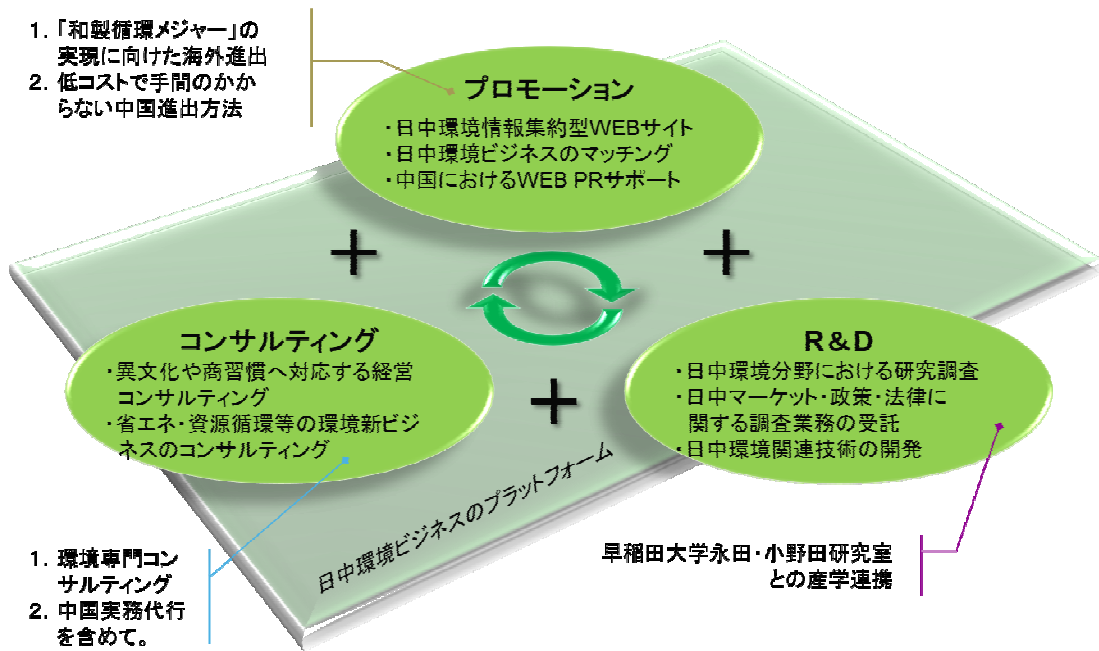 1. 「和製循環メジャー」の
実現に向けた海外進出
2. 低コストで手間のかか
らない中国進出方法
プロモーション
・日中環境情報集約型WEBサイト
・日中環境ビジネスのマッチング
・中国におけるWEB PRサポート
+
+
コンサルティング
・異文化や商習慣へ対応する経営
コンサルティング
・省エネ・資源循環等の環境新ビジ
ネスのコンサルティング
+
R&D
・日中環境分野における研究調査
・日中マーケット・政策・法律に
関する調査業務の受託
・日中環境関連技術の開発
日中環境ビジネスのプラットフォーム
1. 環境専門コン
サルティング
2. 中国実務代行
を含めて。
早稲田大学永田・小野田研究室
との産学連携